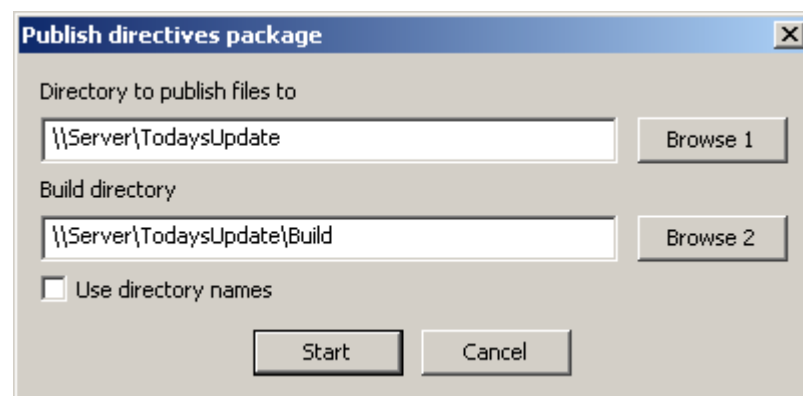 Publish directives package
Directory to publish files to
\\Server\TodaysUpdate
Browse 1
Build directory
\\Server\TodaysUpdate\Build
Browse 2
Use directory names
Start
Cancel